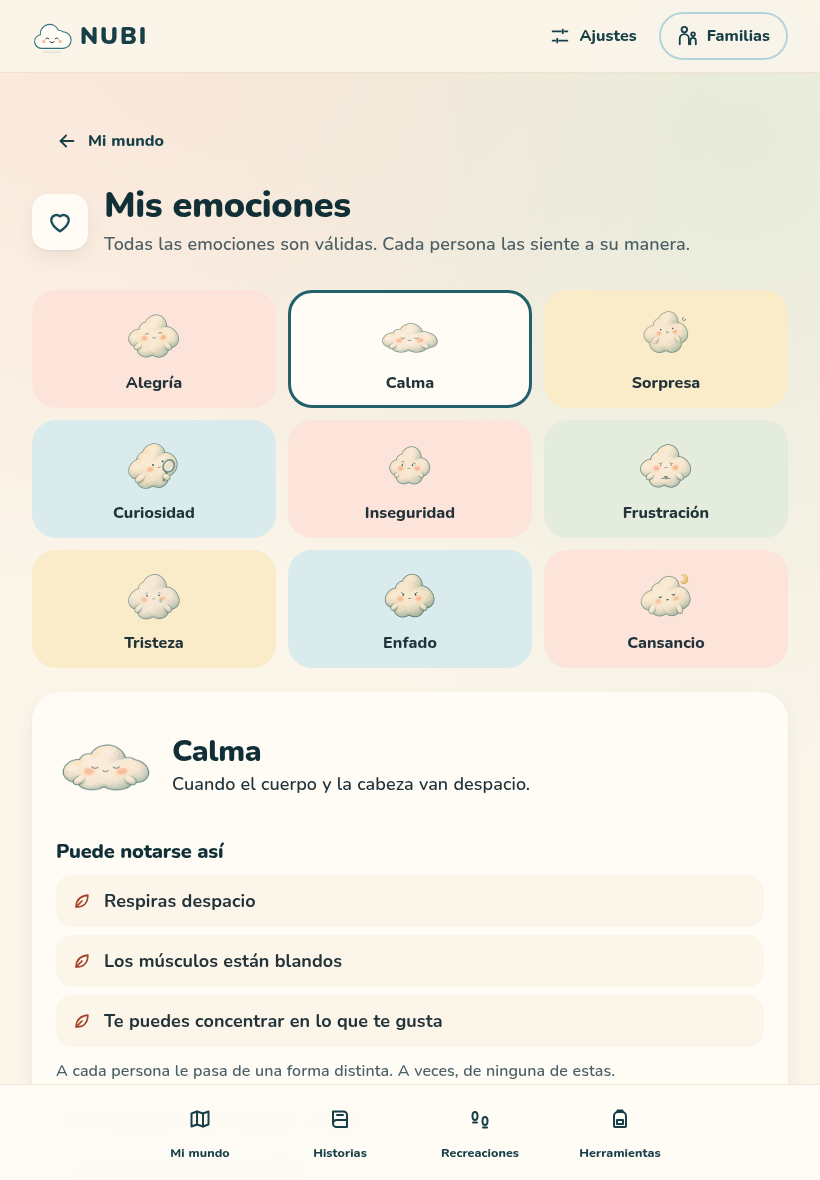 NUBI
Ajustes
Familias
Mi mundo
Mis emociones
Todas las emociones son válidas. Cada persona las siente a su manera.
Alegría
Calma
Sorpresa
Curiosidad
Inseguridad
Frustración
Tristeza
Enfado
Cansancio
Calma
Cuando el cuerpo y la cabeza van despacio.
Puede notarse así
Respiras despacio
Los músculos están blandos
Te puedes concentrar en lo que te gusta
A cada persona le pasa de una forma distinta. A veces, de ninguna de estas.
Mi mundo
Historias
Recreaciones
Herramientas